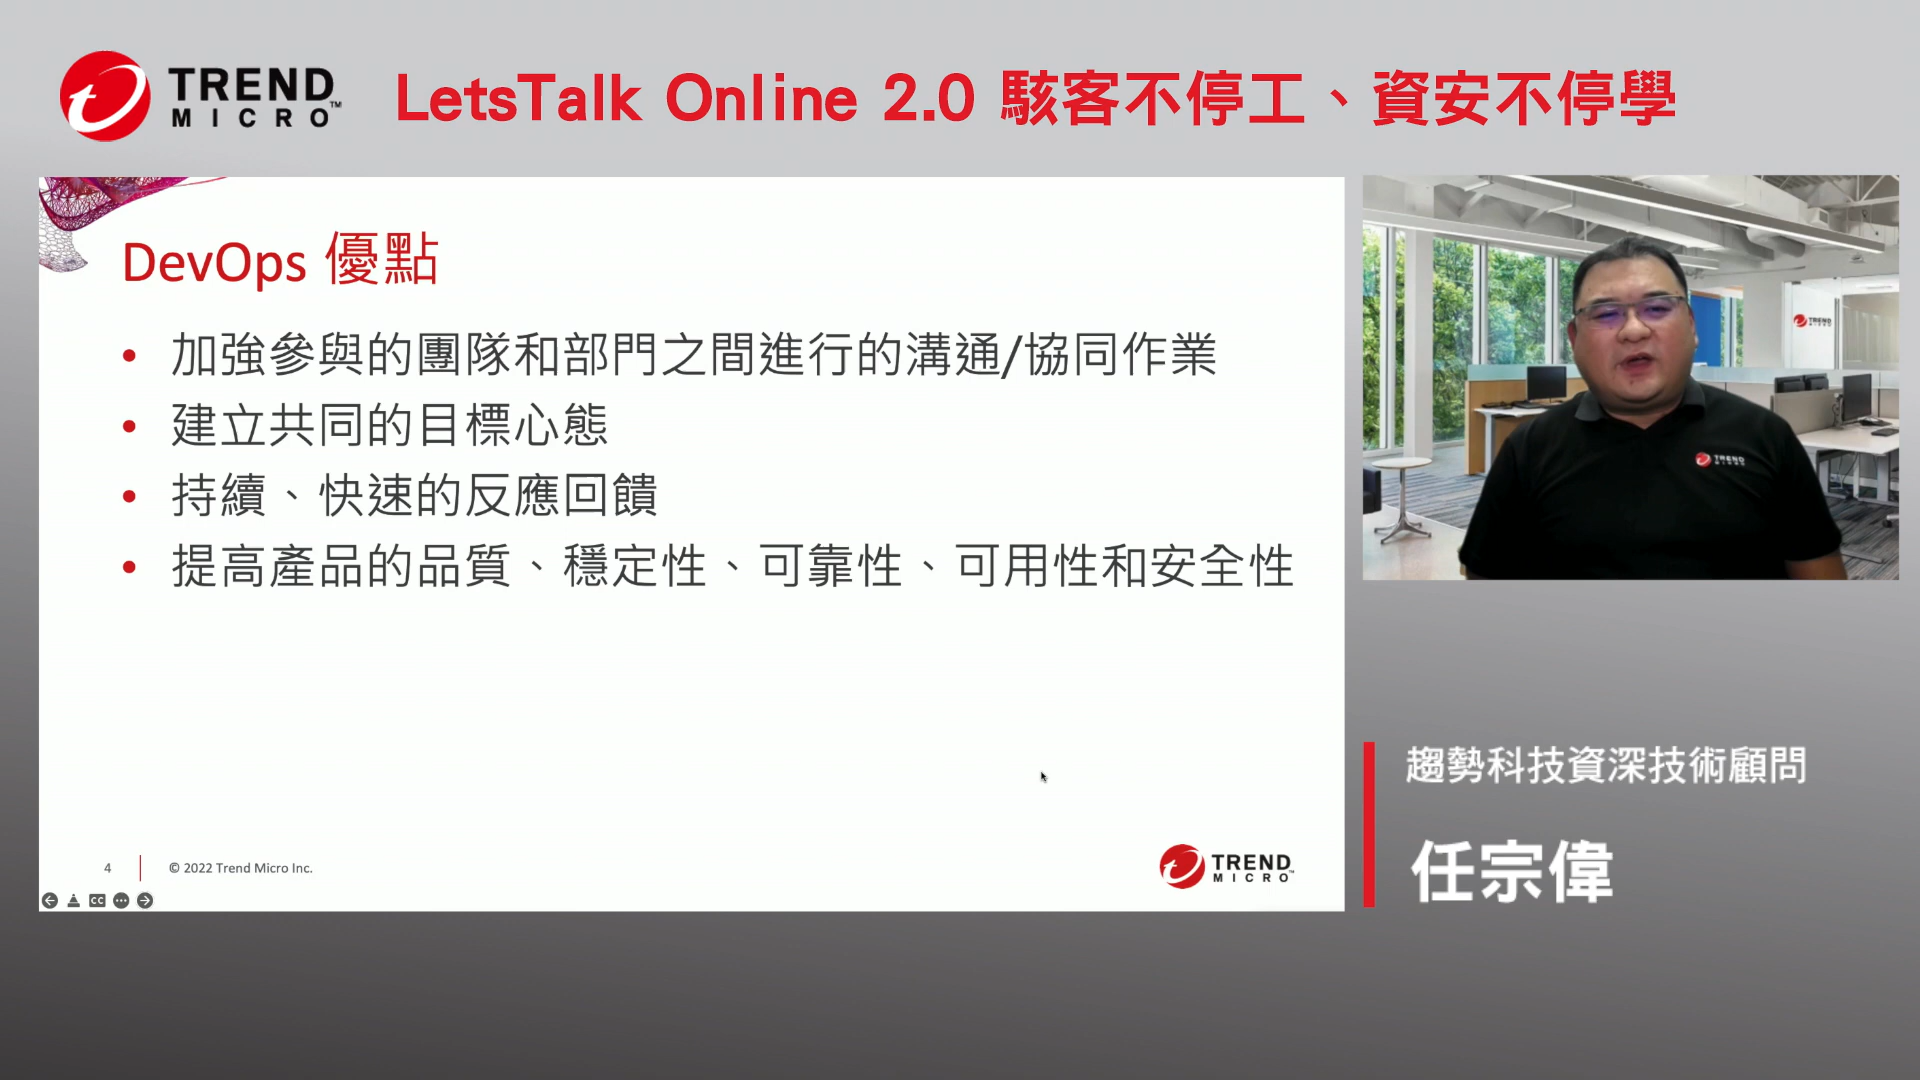 TREND
MICRO™
LetsTalk Online 2.0 駭客不停工、資安不停學
DevOps 優點
• 加強參與的團隊和部門之間進行的溝通/協同作業
• 建立共同的目標心態
• 持續、快速的反應回饋
• 提高產品的品質、穩定性、可靠性、可用性和安全性
4
© 2022 Trend Micro Inc.
TREND
MICRO™
CC
TREND
MICRO
TREND
MICRO
趨勢科技資深技術顧問
任宗偉